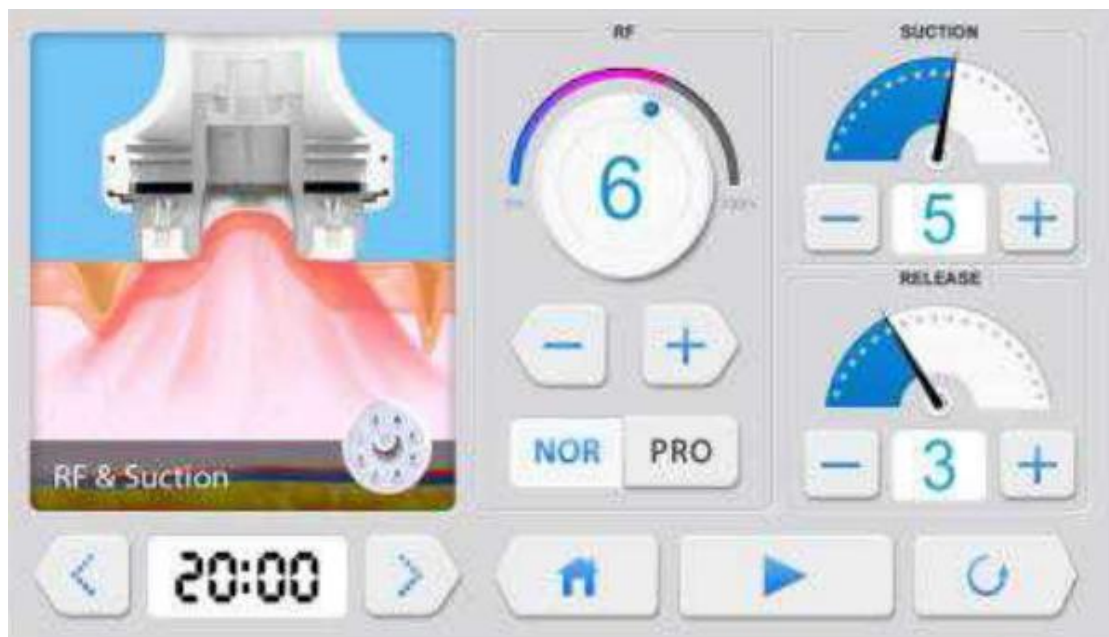 RF
SUCTION
6
5
RELEASE
NOR
PRO
3
RF & Suction
20:00